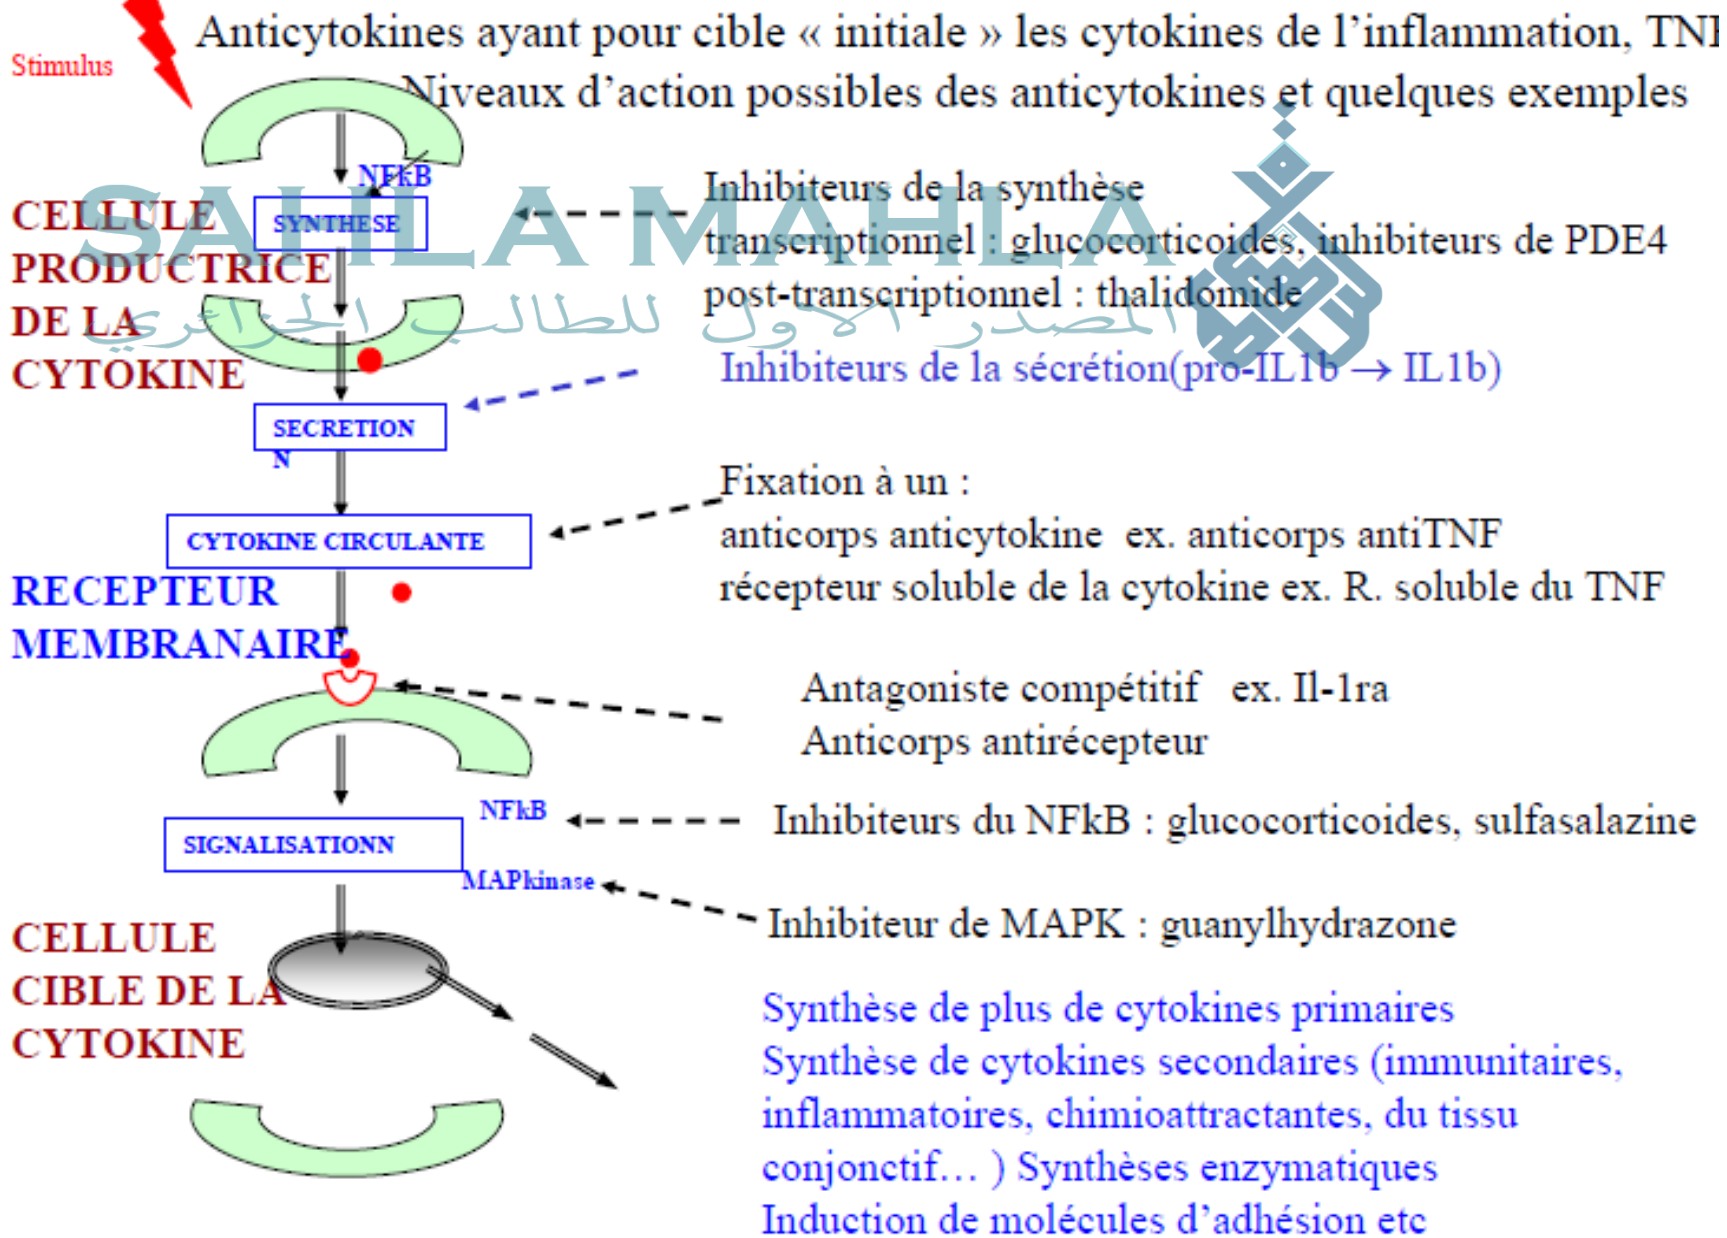 Anticytokines ayant pour cible « initiale » les cytokines de l'inflammation, TNF
Stimulus
Niveaux d'action possibles des anticytokines et quelques exemples
NFkB
SAHLA MAHLA
المصدر الاول للطالب الجزائري
CELLULE
PRODUCTRICE
DE LA
CYTOKINE
SYNTHESE
Inhibiteurs de la synthèse
transcriptionnel : glucocorticoides, inhibiteurs de PDE4
post-transcriptionnel : thalidomide
Inhibiteurs de la sécrétion(pro-IL1b → IL1b)
SECRETION
N
Fixation à un :
anticorps anticytokine ex. anticorps antiTNF
récepteur soluble de la cytokine ex. R. soluble du TNF
CYTOKINE CIRCULANTE
RECEPTEUR
MEMBRANAIRE
Antagoniste compétitif ex. Il-1ra
Anticorps antirécepteur
NFkB
Inhibiteurs du NFkB : glucocorticoides, sulfasalazine
SIGNALISATIONN
MAPkinase
Inhibiteur de MAPK : guanylhydrazone
CELLULE
CIBLE DE LA
CYTOKINE
Synthèse de plus de cytokines primaires
Synthèse de cytokines secondaires (immunitaires,
inflammatoires, chimioattractantes, du tissu
conjonctif… ) Synthèses enzymatiques
Induction de molécules d'adhésion etc